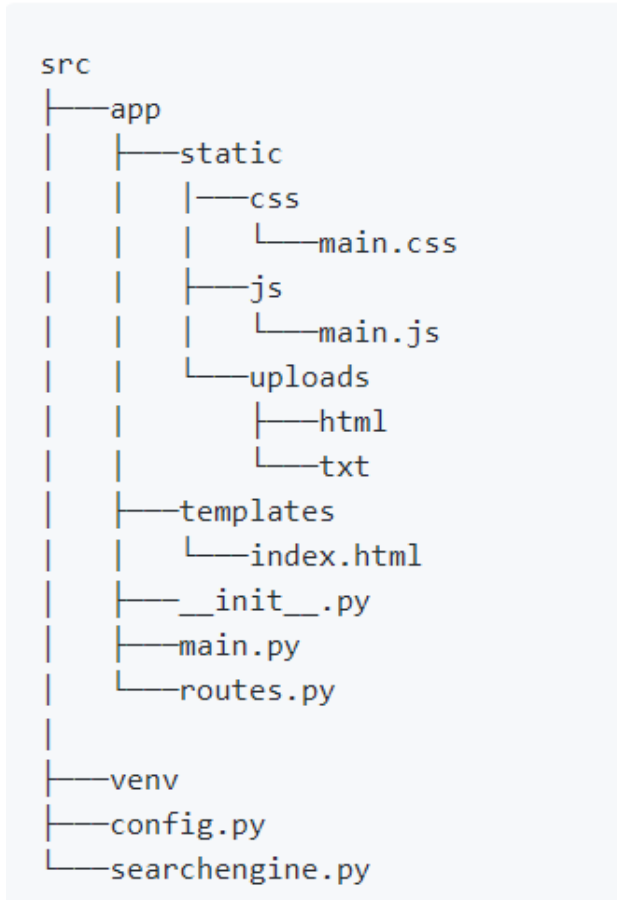 src
├───app
│   ├───static
│   │   |───css
│   │   │   └───main.css
│   │   ├───js
│   │   │   └───main.js
│   │   └───uploads
│   │       ├───html
│   │       └───txt
│   ├───templates
│   │   └───index.html
│   ├───__init__.py
│   ├───main.py
│   └───routes.py
│
├───venv
├───config.py
└───searchengine.py